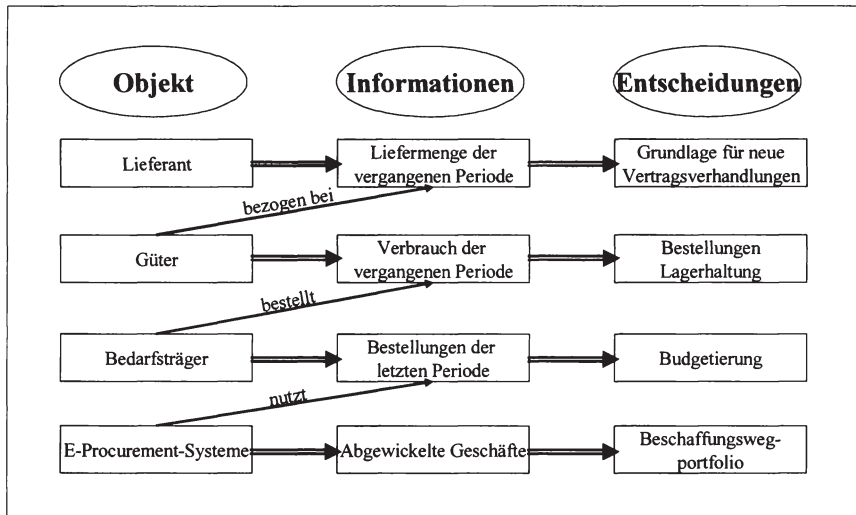 Objekt
Informationen
Entscheidungen
Lieferant
Liefermenge der
vergangenen Periode
Grundlage für neue
Vertragsverhandlungen
bezogen bei
Güter
Verbrauch der
vergangenen Periode
Bestellungen
Lagerhaltung
bestellt
Bedarfsträger
Bestellungen der
letzten Periode
Budgetierung
nutzt
E-Procurement-Systeme
Abgewickelte Geschäfte
Beschaffungsweg-
portfolio